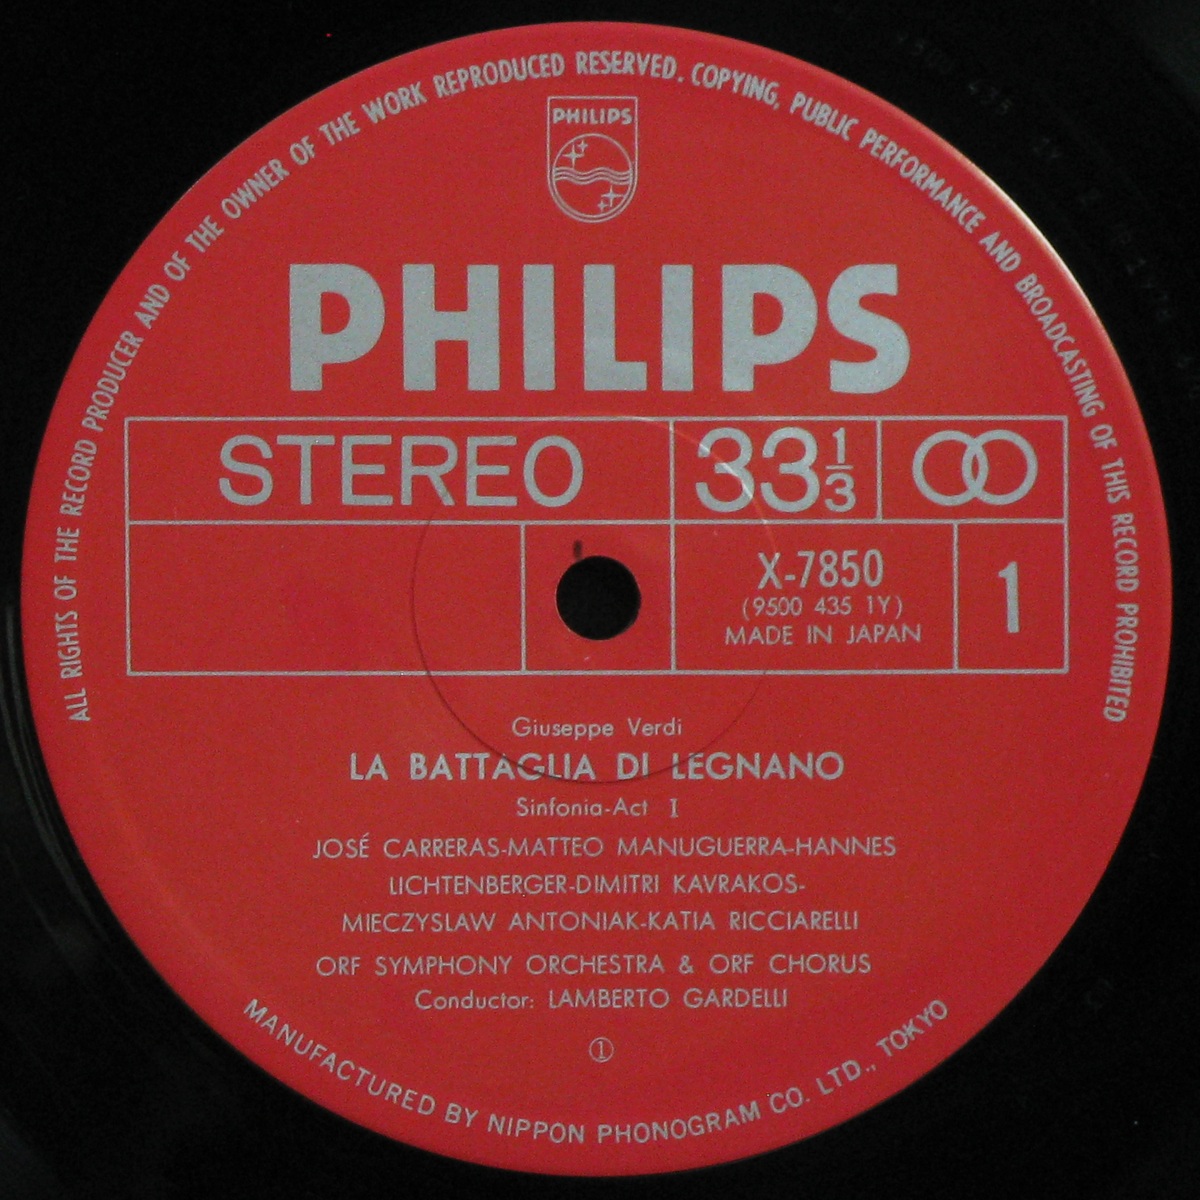 ALL RIGHTS OF THE RECORD PRODUCER AND OF THE OWNER OF THE WORK REPRODUCED RESERVED. COPYING, PUBLIC PERFORMANCE AND BROADCASTING OF THIS RECORD PROHIBITED
PHILIPS
PHILIPS
STEREO 33 1/3
X-7850
(9500 435 1Y)
MADE IN JAPAN
1
Giuseppe Verdi
LA BATTAGLIA DI LEGNANO
Sinfonia-Act I
JOSÉ CARRERAS-MATTEO MANUGUERRA-HANNES
LICHTENBERGER-DIMITRI KAVRAKOS-
MIECZYSLAW ANTONIAK-KATIA RICCIARELLI
ORF SYMPHONY ORCHESTRA & ORF CHORUS
Conductor: LAMBERTO GARDELLI
①
MANUFACTURED BY NIPPON PHONOGRAM CO. LTD., TOKYO